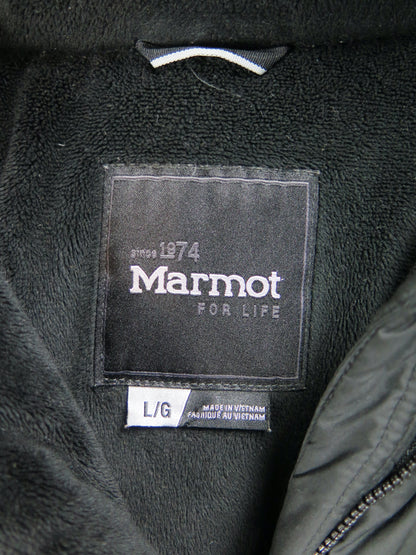 since 1974
Marmot
FOR LIFE
L/G
MADE IN VIETNAM
FABRIQUÉ AU VIETNAM